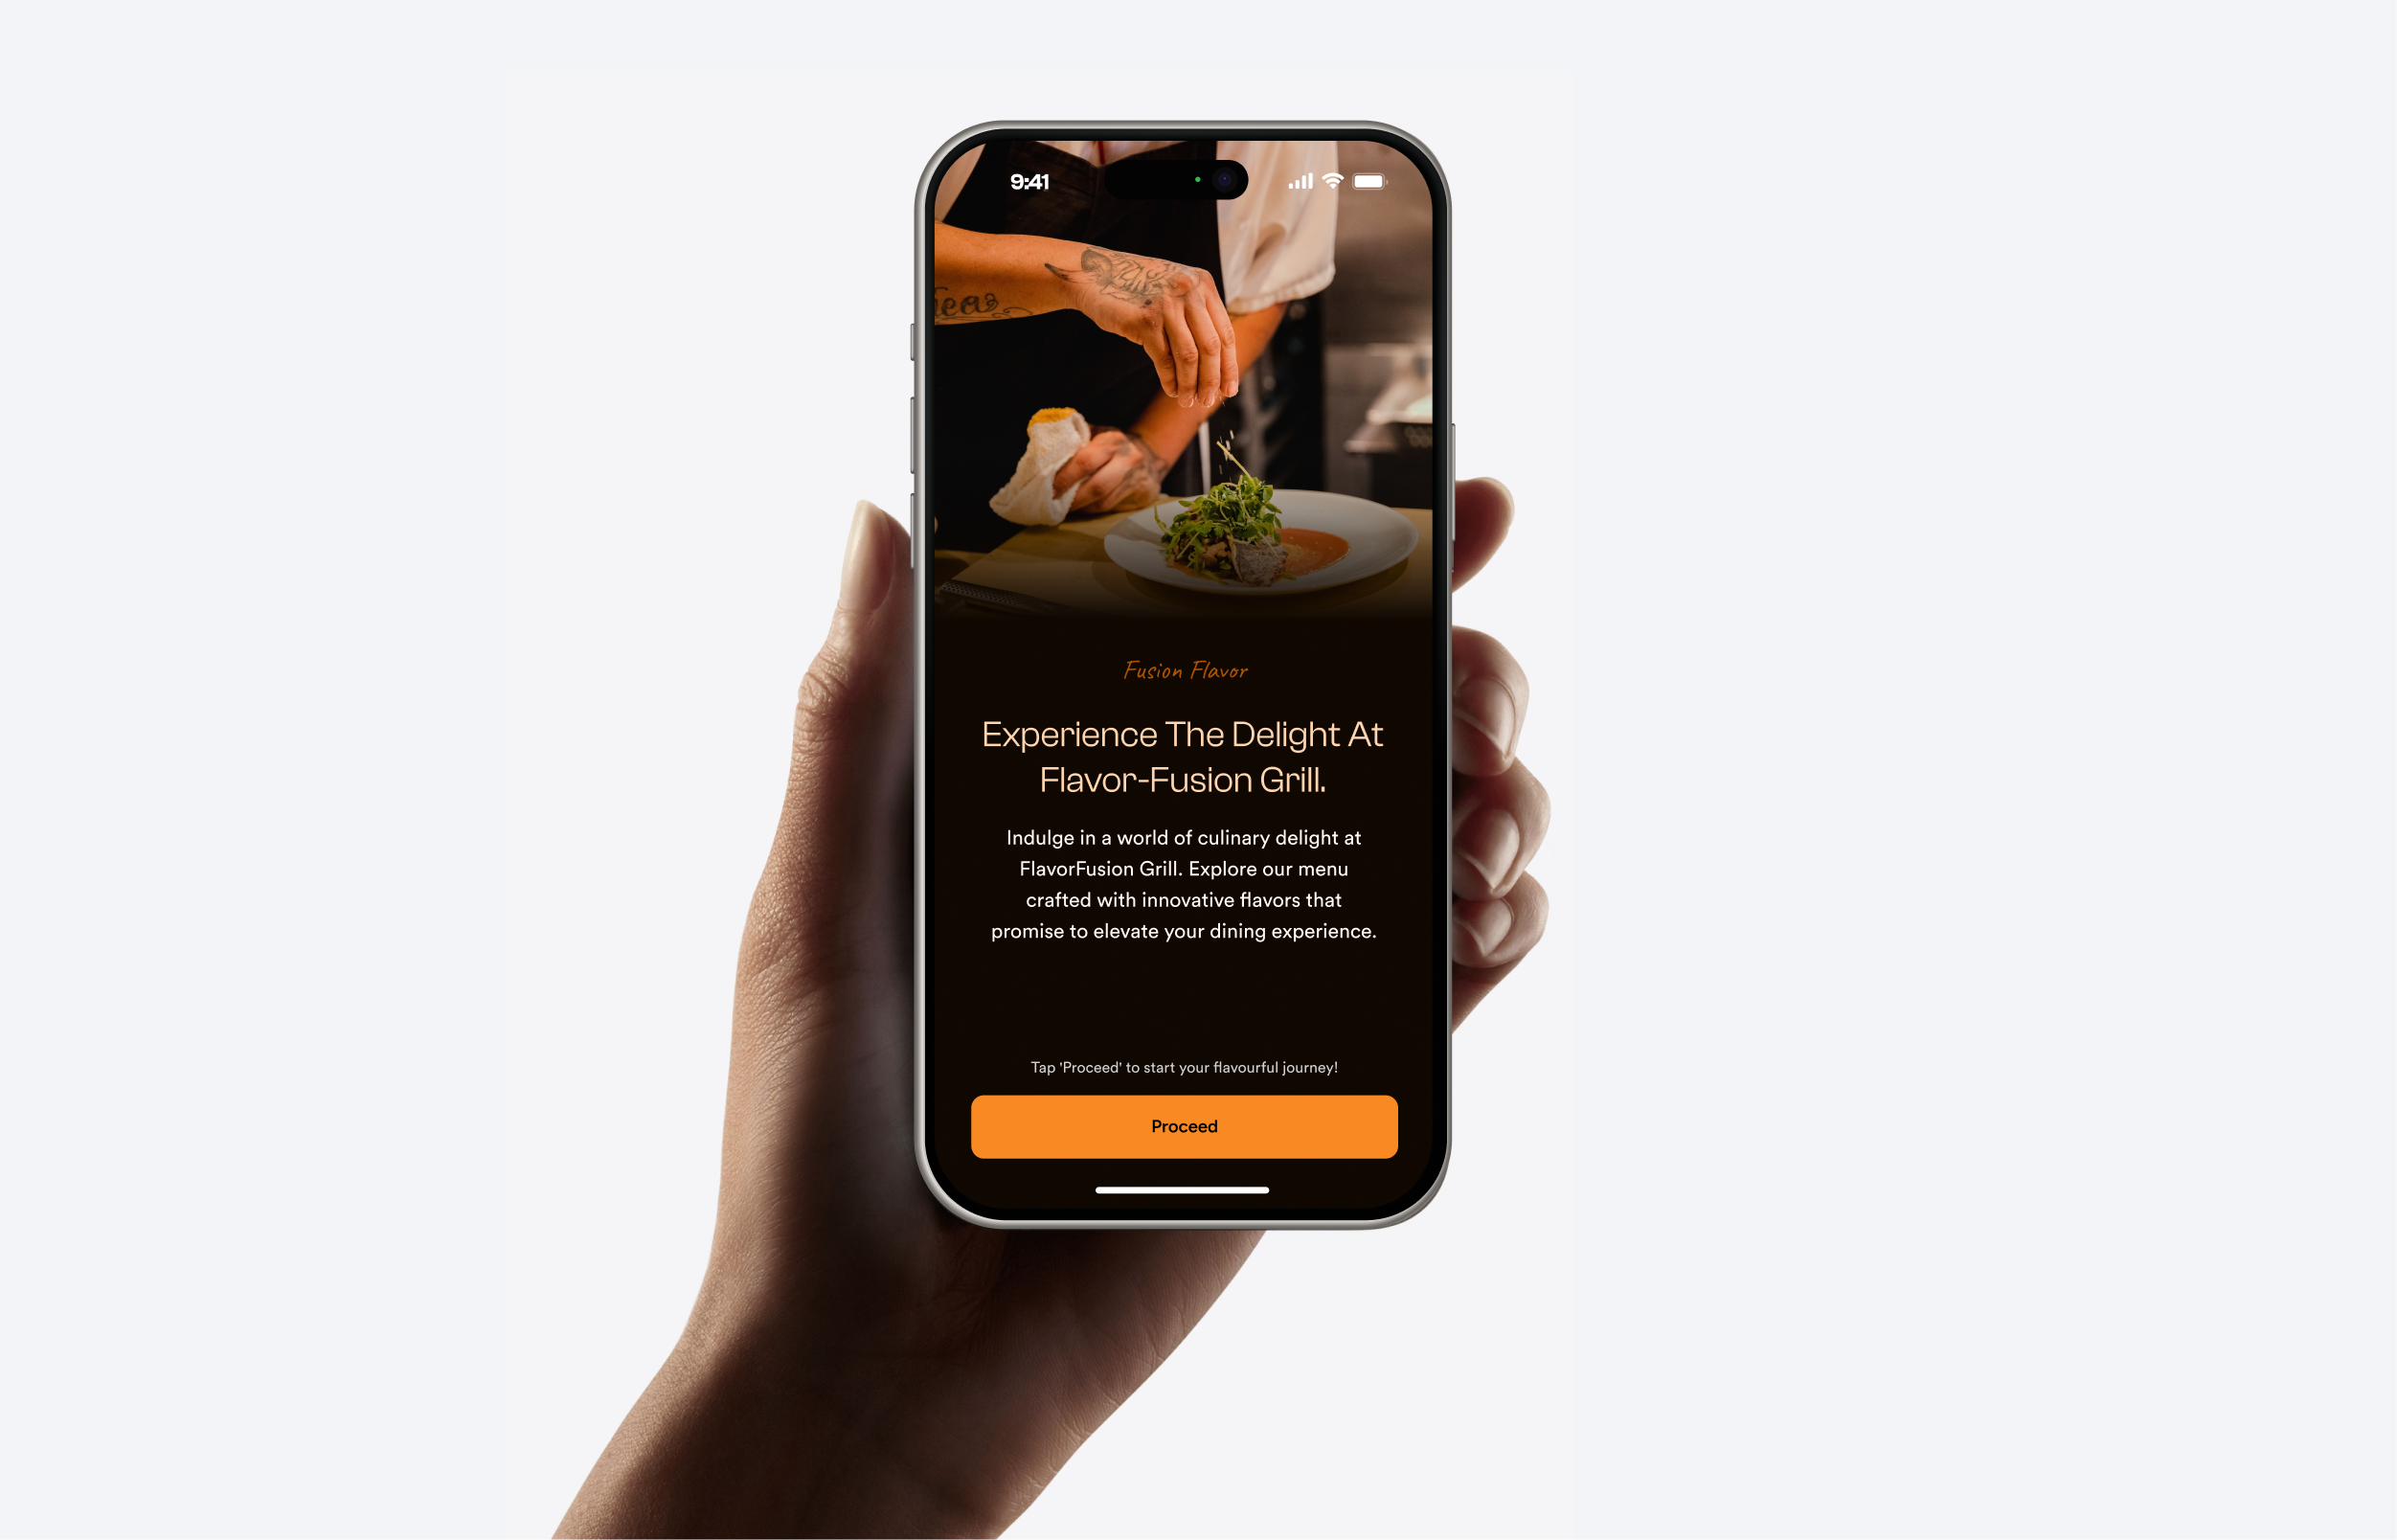 9:41
Fusion Flavor
Experience The Delight At
Flavor-Fusion Grill.
Indulge in a world of culinary delight at
FlavorFusion Grill. Explore our menu
crafted with innovative flavors that
promise to elevate your dining experience.
Tap 'Proceed' to start your flavourful journey!
Proceed